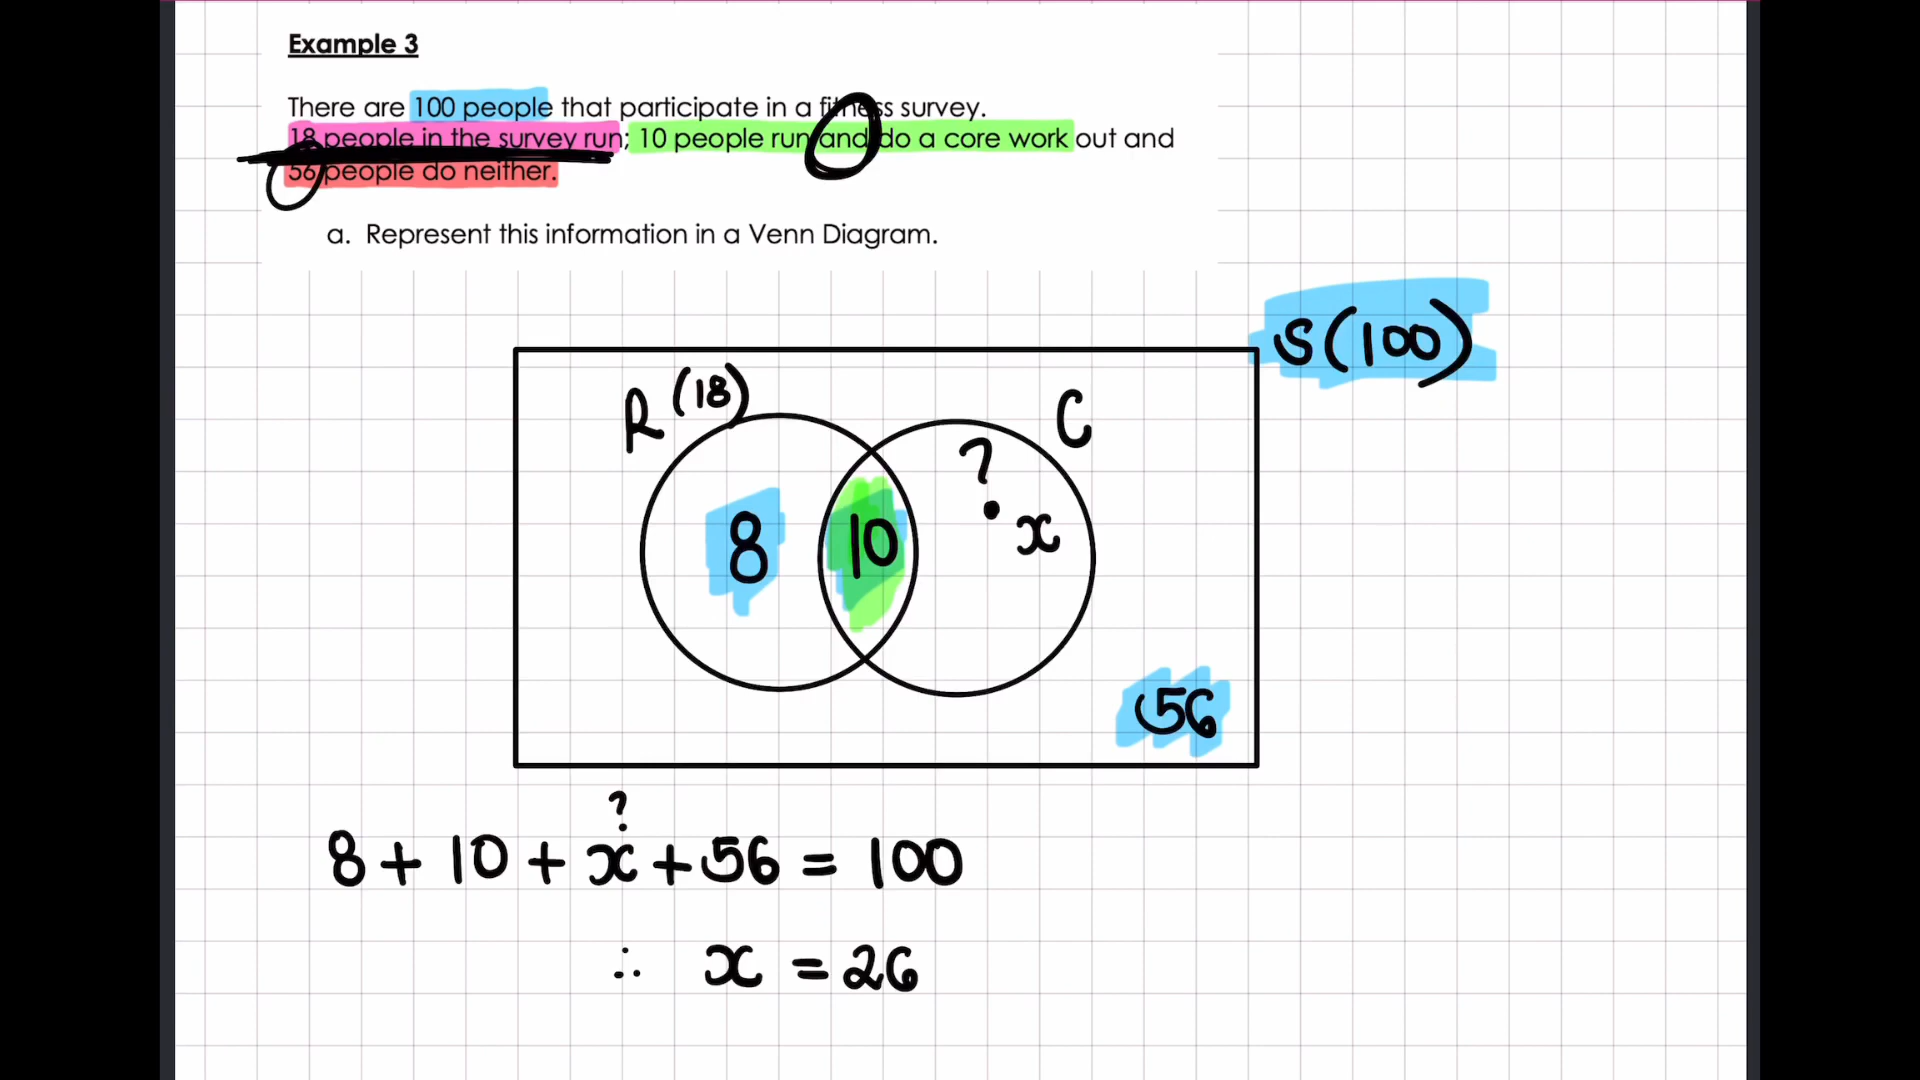 Example 3
There are 100 people that participate in a fitness survey.
18 people in the survey run; 10 people run and do a core work out and
56 people do neither.
a. Represent this information in a Venn Diagram.
S(100)
R (18)
C
?
8
10
x
56
?
8 + 10 + x + 56 = 100
∴ x = 26